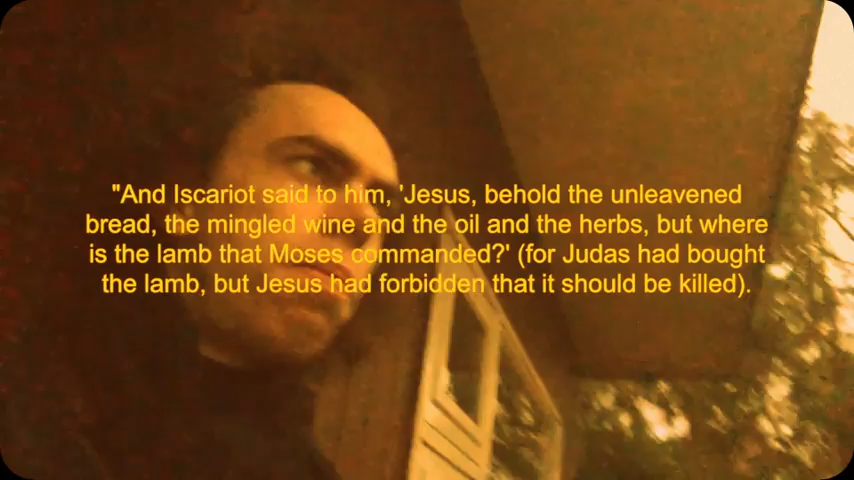 "And Iscariot said to him, 'Jesus, behold the unleavened
bread, the mingled wine and the oil and the herbs, but where
is the lamb that Moses commanded?' (for Judas had bought
the lamb, but Jesus had forbidden that it should be killed).